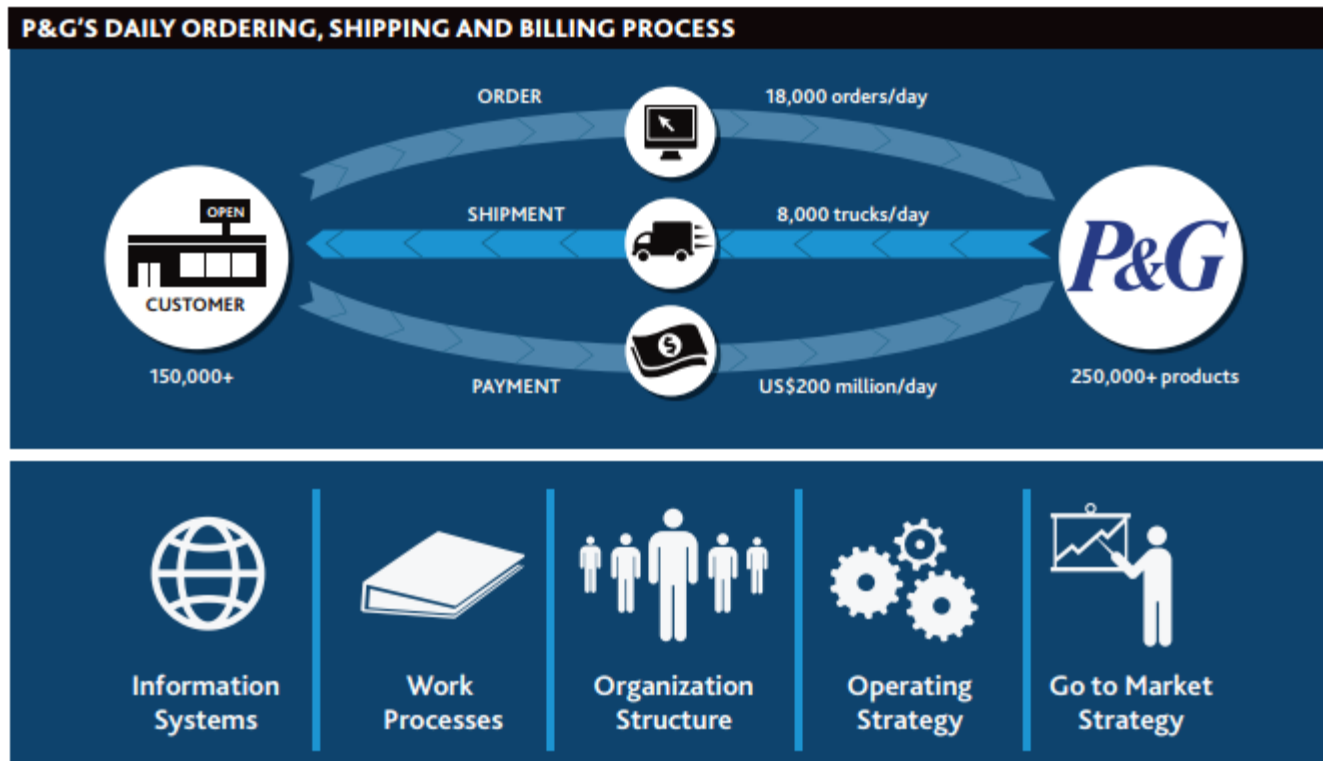 P&G'S DAILY ORDERING, SHIPPING AND BILLING PROCESS
ORDER
18,000 orders/day
OPEN
CUSTOMER
150,000+
SHIPMENT
8,000 trucks/day
P&G
$
PAYMENT
US$200 million/day
250,000+ products
Information
Systems
Work
Processes
Organization
Structure
Operating
Strategy
Go to Market
Strategy